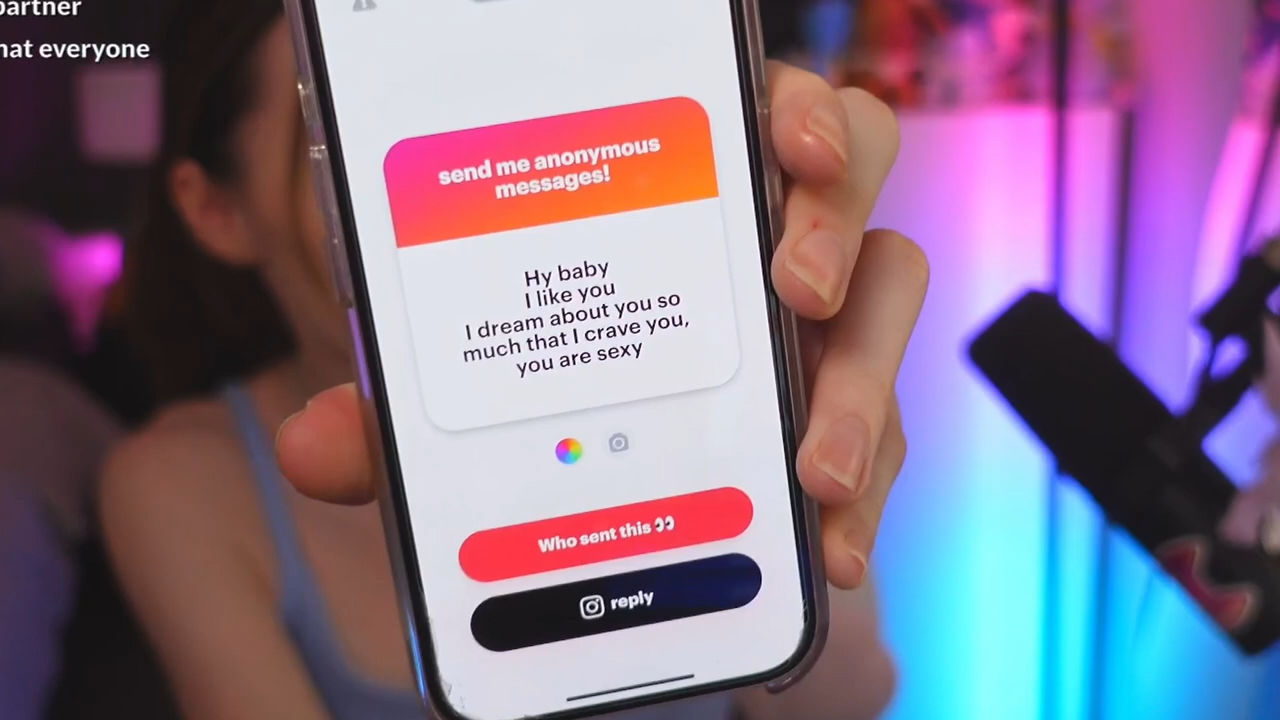 partner
hat everyone
send me anonymous
messages!
Hy baby
I like you
I dream about you so
much that I crave you,
you are sexy
Who sent this 👀
reply